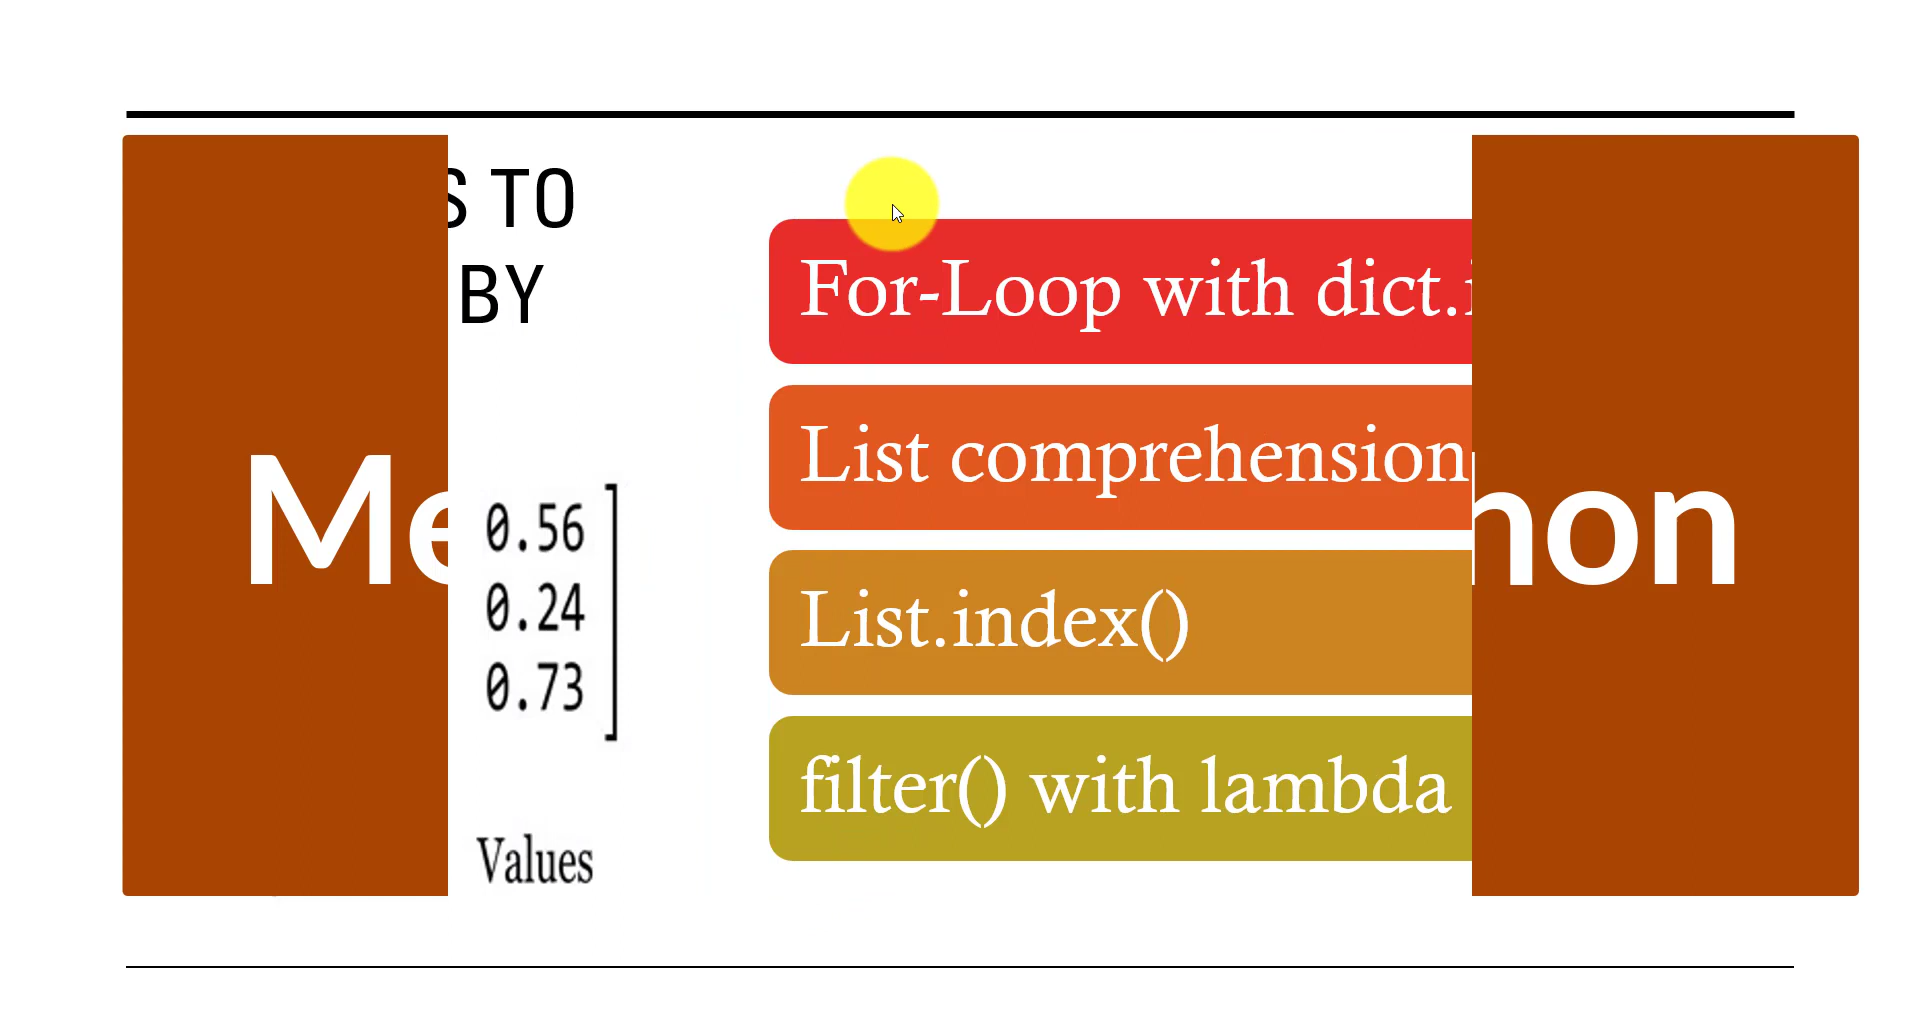 S TO
BY
For-Loop with dict.i
List comprehension
List.index()
filter() with lambda
Me
non
0.56
0.24
0.73
Values